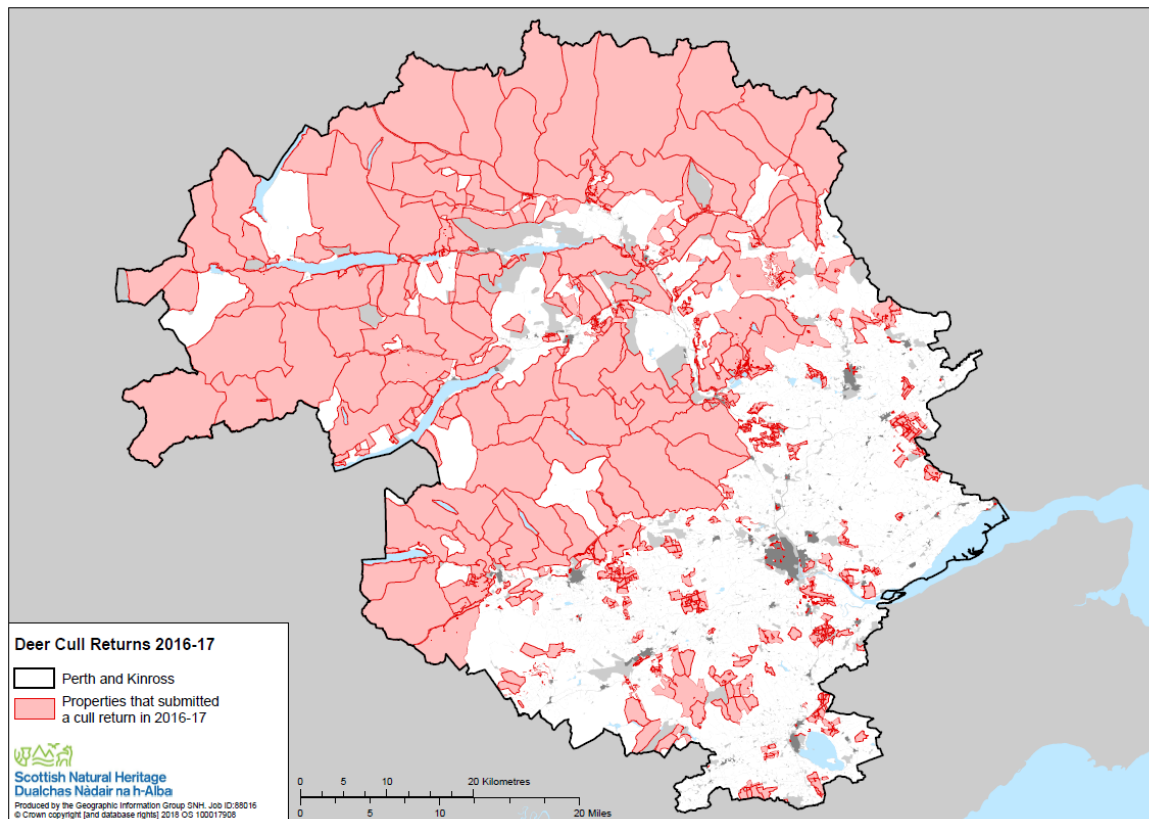 Deer Cull Returns 2016-17
Perth and Kinross
Properties that submitted
a cull return in 2016-17
Scottish Natural Heritage
Dualchas Nàdair na h-Alba
Produced by the Geographic Information Group SNH. Job ID:88016
© Crown copyright [and database rights] 2018 OS 100017908
0 5 10 20 Kilometres
0 5 10 20 Miles